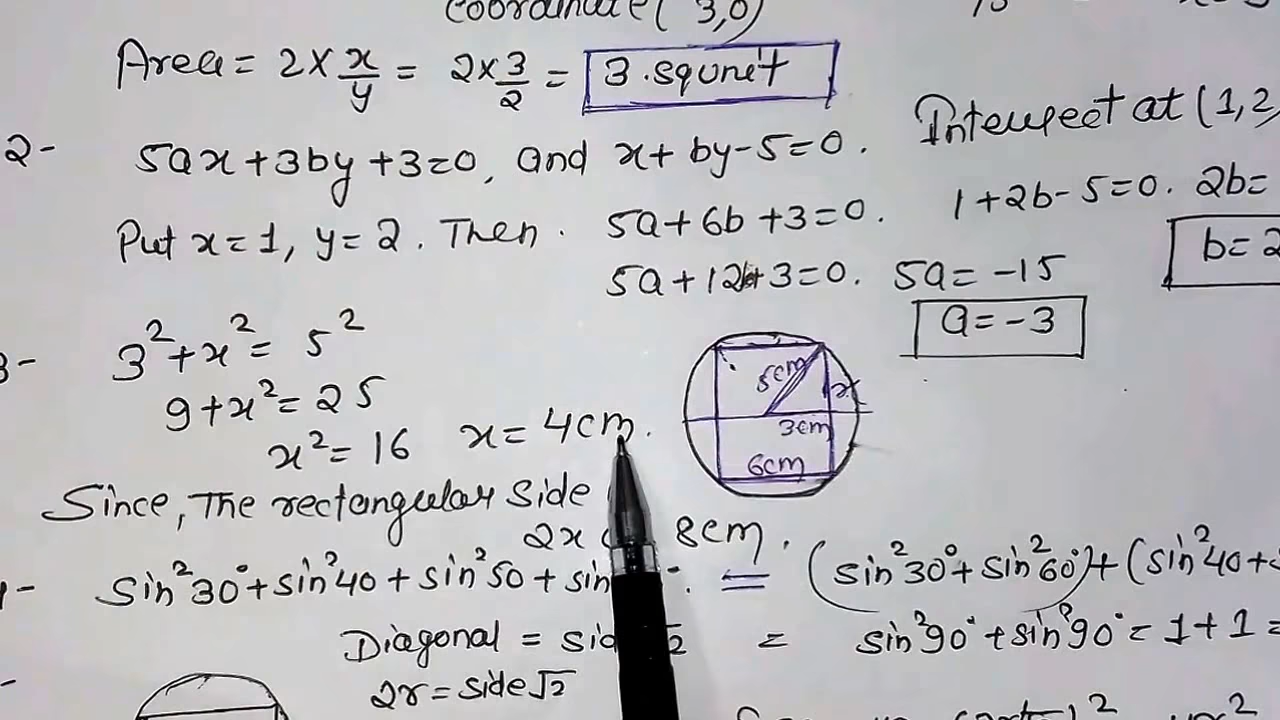 Coordinate( 3,0)
Area = 2 × x/y = 2 × 3/2 = 3 .squnit
2- 5ax + 3by + 3 = 0, and x + by - 5 = 0. Intersect at (1,2
Put x = 1, y = 2. Then. 5a + 6b + 3 = 0. 1 + 2b - 5 = 0. 2b =
5a + 12 + 3 = 0. 5a = -15 b = 2
a = -3
3- 3² + x² = 5²
9 + x² = 25
x² = 16 x = 4cm.
5cm x
3cm
6cm
Since, The rectangular side
2x 8cm.
sin²30° + sin²40 + sin²50 + sin = (sin²30° + sin²60°) + (sin²40 +
Diagonal = sid √2 = sin²90° + sin²90° = 1 + 1 =
2r = side√2